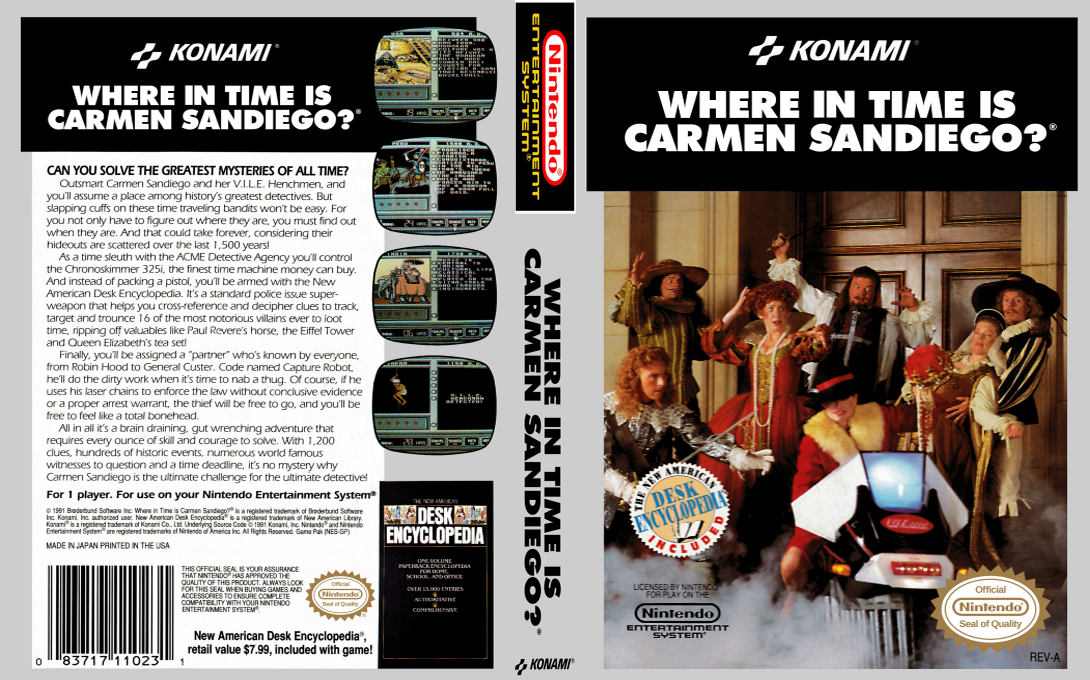 KONAMI®
WHERE IN TIME IS
CARMEN SANDIEGO?®
CAN YOU SOLVE THE GREATEST MYSTERIES OF ALL TIME?
Outsmart Carmen Sandiego and her V.I.L.E. Henchmen, and
you'll assume a place among history's greatest detectives. But
slapping cuffs on these time traveling bandits won't be easy. For
you not only have to figure out where they are, you must find out
when they are. And that could take forever, considering their
hideouts are scattered over the last 1,500 years!
As a time sleuth with the ACME Detective Agency you'll control
the Chronoskimmer 325i, the finest time machine money can buy.
And instead of packing a pistol, you'll be armed with the New
American Desk Encyclopedia. It's a standard police issue super-
weapon that helps you cross-reference and decipher clues to track,
target and trounce 16 of the most notorious villains ever to loot
time, ripping off valuables like Paul Revere's horse, the Eiffel Tower
and Queen Elizabeth's tea set!
Finally, you'll be assigned a "partner" who's known by everyone,
from Robin Hood to General Custer. Code named Capture Robot,
he'll do the dirty work when it's time to nab a thug. Of course, if he
uses his laser chains to enforce the law without conclusive evidence
or a proper arrest warrant, the thief will be free to go, and you'll be
free to feel like a total bonehead.
All in all it's a brain draining, gut wrenching adventure that
requires every ounce of skill and courage to solve. With 1,200
clues, hundreds of historic events, numerous world famous
witnesses to question and a time deadline, it's no mystery why
Carmen Sandiego is the ultimate challenge for the ultimate detective!
For 1 player. For use on your Nintendo Entertainment System®
© 1991 Brøderbund Software Inc. Where in Time is Carmen Sandiego?® is a registered trademark of Brøderbund Software
Inc. Konami, Inc. authorized user. New American Desk Encyclopedia® is a registered trademark of New American Library.
Konami® is a registered trademark of Konami Co., Ltd. Underlying Source Code © 1991 Konami, Inc. Nintendo® and Nintendo
Entertainment System® are registered trademarks of Nintendo of America Inc. All Rights Reserved. Game Pak (NES-GP)
MADE IN JAPAN PRINTED IN THE USA
THIS OFFICIAL SEAL IS YOUR ASSURANCE
THAT NINTENDO® HAS APPROVED THE
QUALITY OF THIS PRODUCT. ALWAYS LOOK
FOR THIS SEAL WHEN BUYING GAMES AND
ACCESSORIES TO ENSURE COMPLETE
COMPATIBILITY WITH YOUR NINTENDO
ENTERTAINMENT SYSTEM®.
Official
Nintendo®
Seal of Quality
0 83717 11023 1
New American Desk Encyclopedia®,
retail value $7.99, included with game!
THE NEW AMERICAN
DESK
ENCYCLOPEDIA
ONE-VOLUME
PAPERBACK ENCYCLOPEDIA
FOR HOME,
SCHOOL, AND OFFICE
OVER 13,000 ENTRIES
AUTHORITATIVE
COMPREHENSIVE
Nintendo®
ENTERTAINMENT
SYSTEM®
WHERE IN TIME IS
CARMEN SANDIEGO?®
KONAMI®
KONAMI®
WHERE IN TIME IS
CARMEN SANDIEGO?®
THE NEW AMERICAN
DESK
ENCYCLOPEDIA
INCLUDED
LICENSED BY NINTENDO
FOR PLAY ON THE
Nintendo®
ENTERTAINMENT
SYSTEM®
Official
Nintendo®
Seal of Quality
REV-A